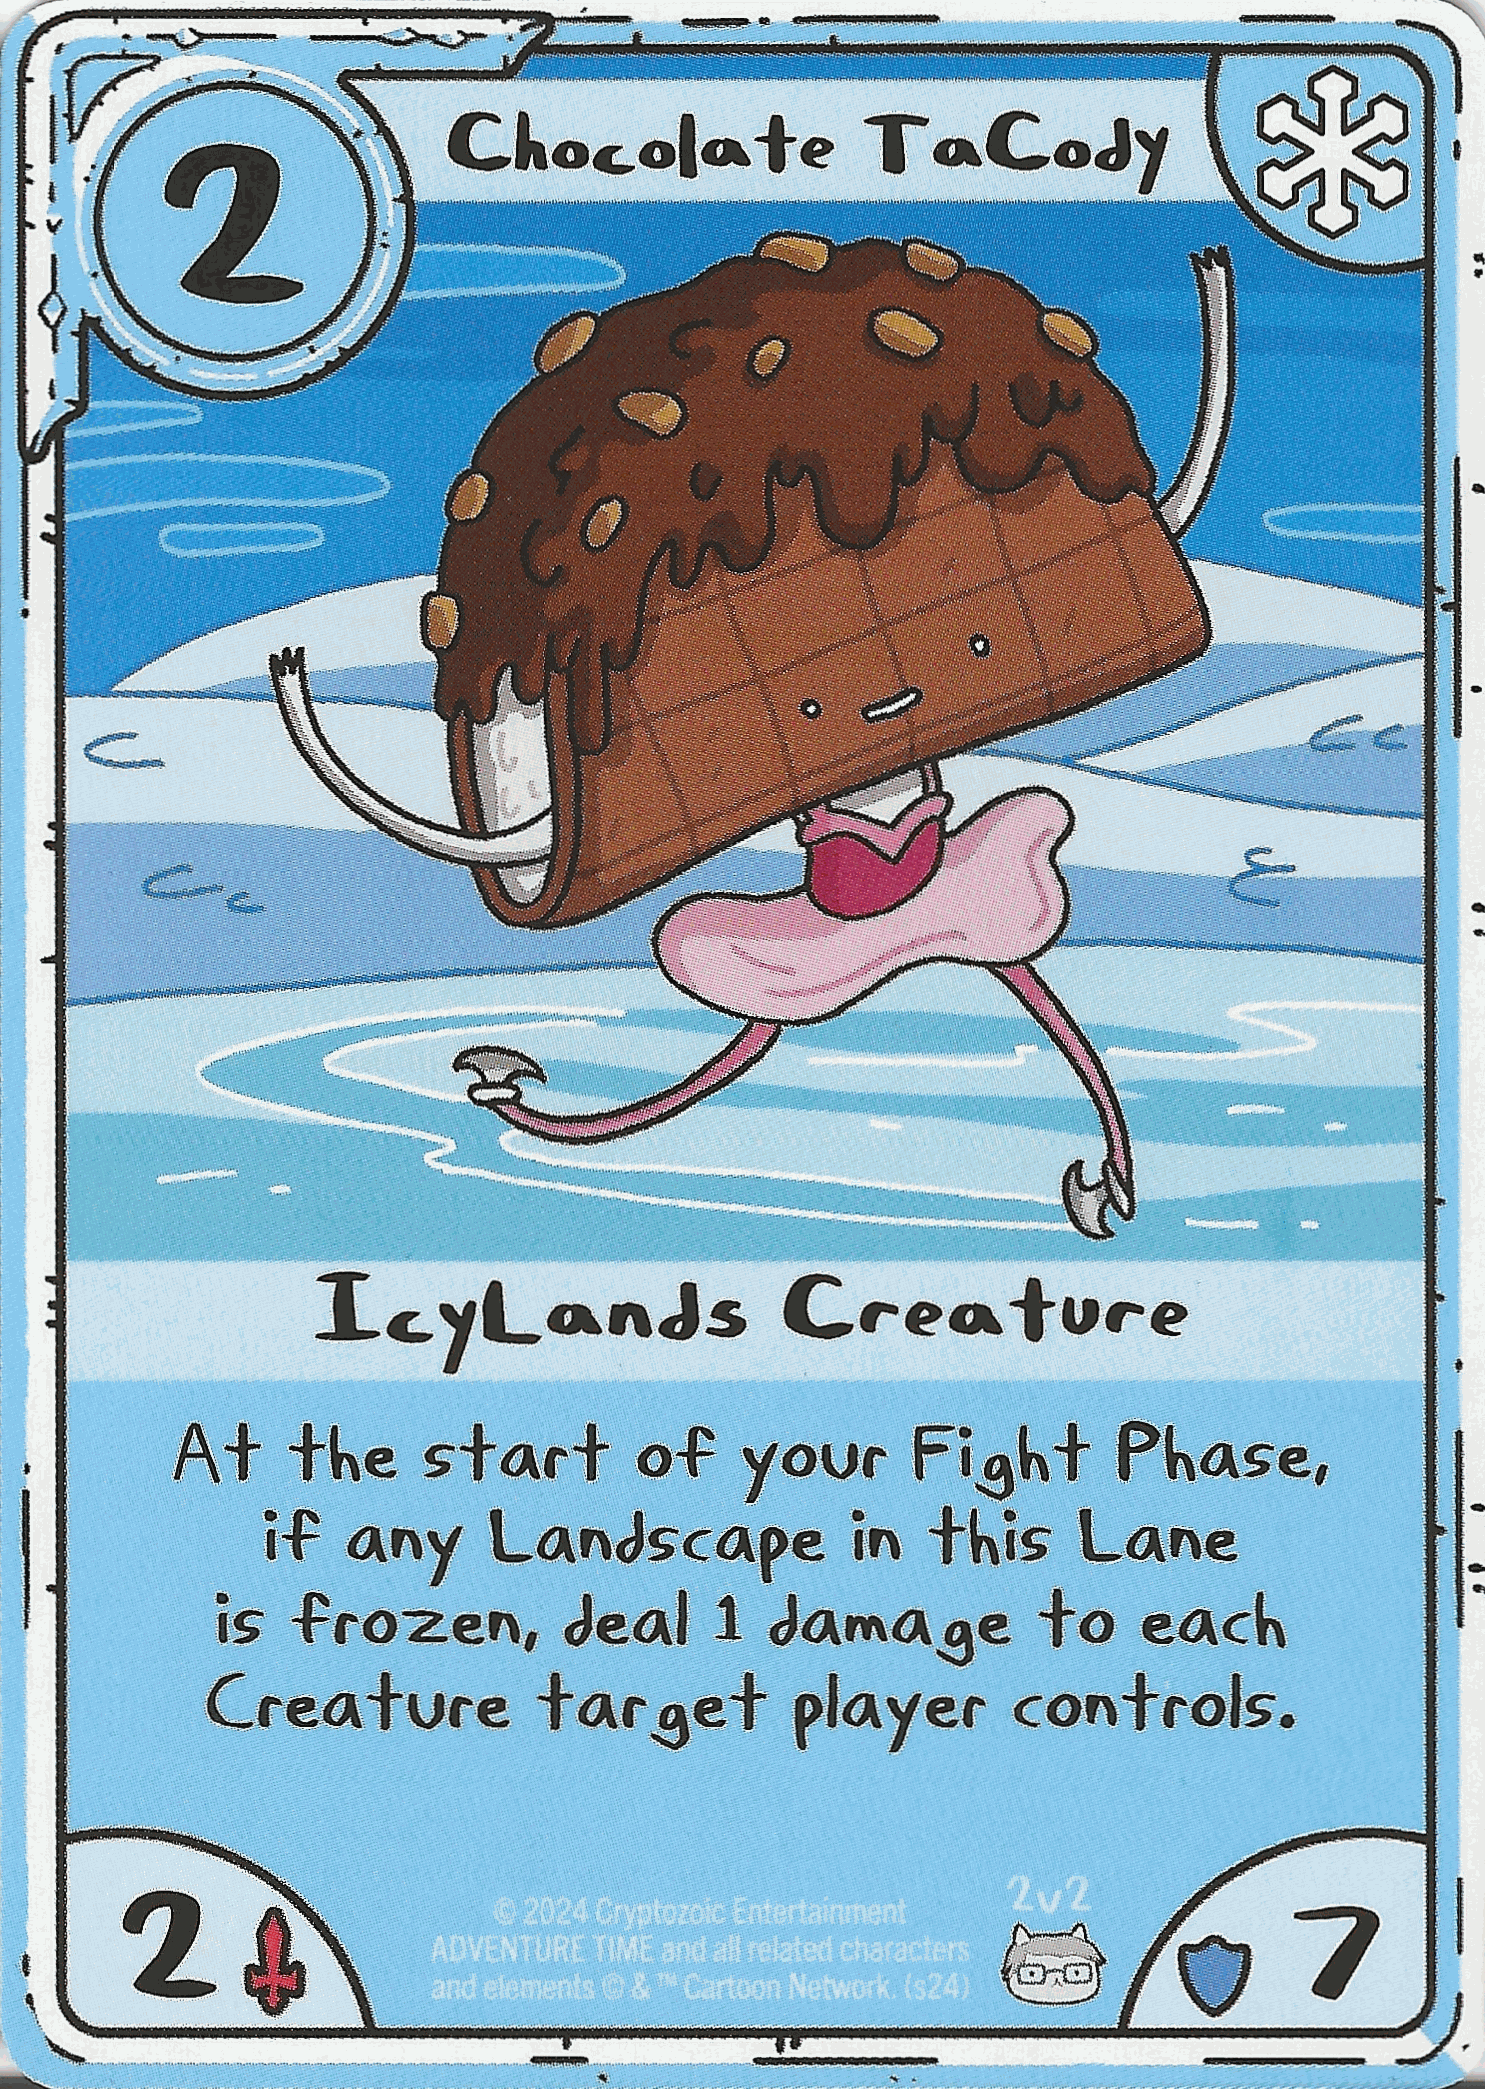 2
Chocolate TaCody
IcyLands Creature
At the start of your Fight Phase,
if any Landscape in this Lane
is frozen, deal 1 damage to each
Creature target player controls.
2
© 2024 Cryptozoic Entertainment
ADVENTURE TIME and all related characters
and elements © & ™ Cartoon Network. (s24)
2v2
7